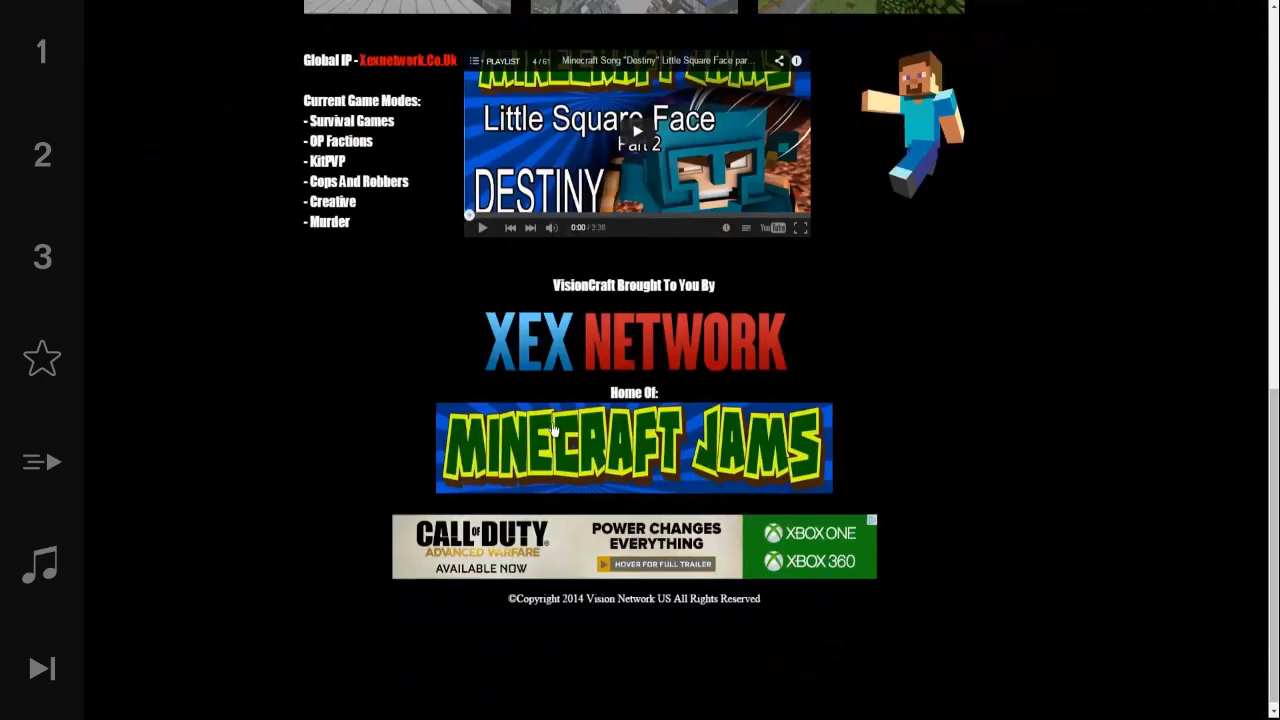 1
2
3
Global IP - Xexnetwork.Co.Uk
Current Game Modes:
- Survival Games
- OP Factions
- KitPVP
- Cops And Robbers
- Creative
- Murder
PLAYLIST 4/61 Minecraft Song "Destiny" Little Square Face par...
MINECRAFT JAMS
Little Square Face
Part 2
DESTINY
0:00 / 3:36
YouTube
VisionCraft Brought To You By
XEX NETWORK
Home Of:
MINECRAFT JAMS
CALL OF DUTY
ADVANCED WARFARE
AVAILABLE NOW
POWER CHANGES
EVERYTHING
HOVER FOR FULL TRAILER
XBOX ONE
XBOX 360
©Copyright 2014 Vision Network US All Rights Reserved